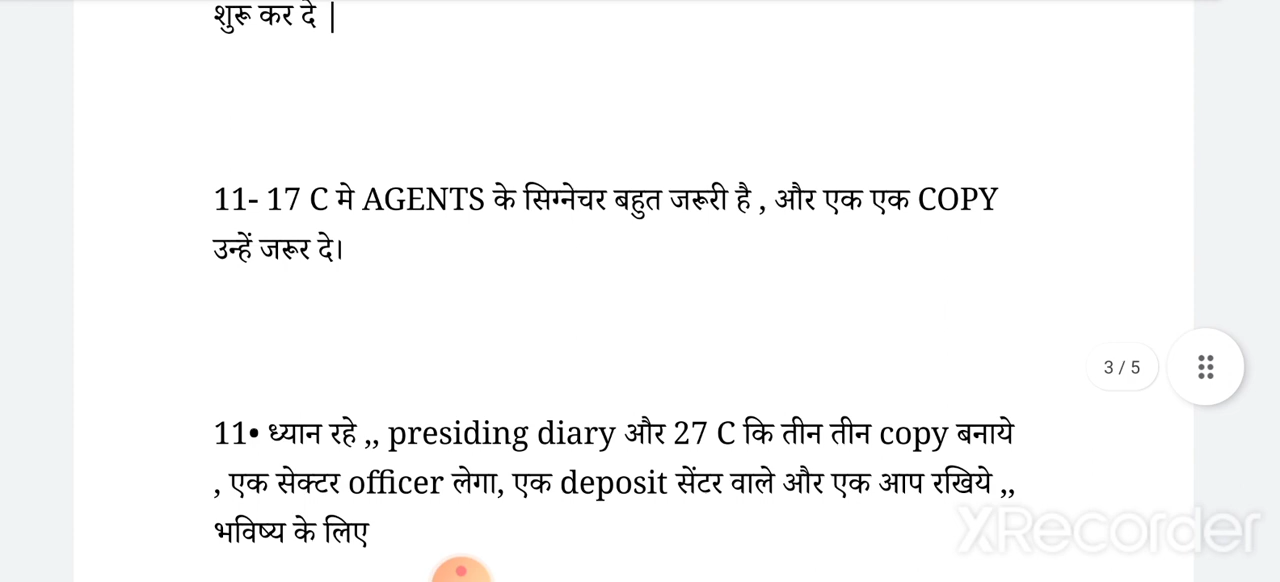 शुरू कर दे |
11- 17 C मे AGENTS के सिग्नेचर बहुत जरूरी है , और एक एक COPY
उन्हें जरूर दे।
3 / 5
11• ध्यान रहे ,, presiding diary और 27 C कि तीन तीन copy बनाये
, एक सेक्टर officer लेगा, एक deposit सेंटर वाले और एक आप रखिये ,,
भविष्य के लिए
XRecorder